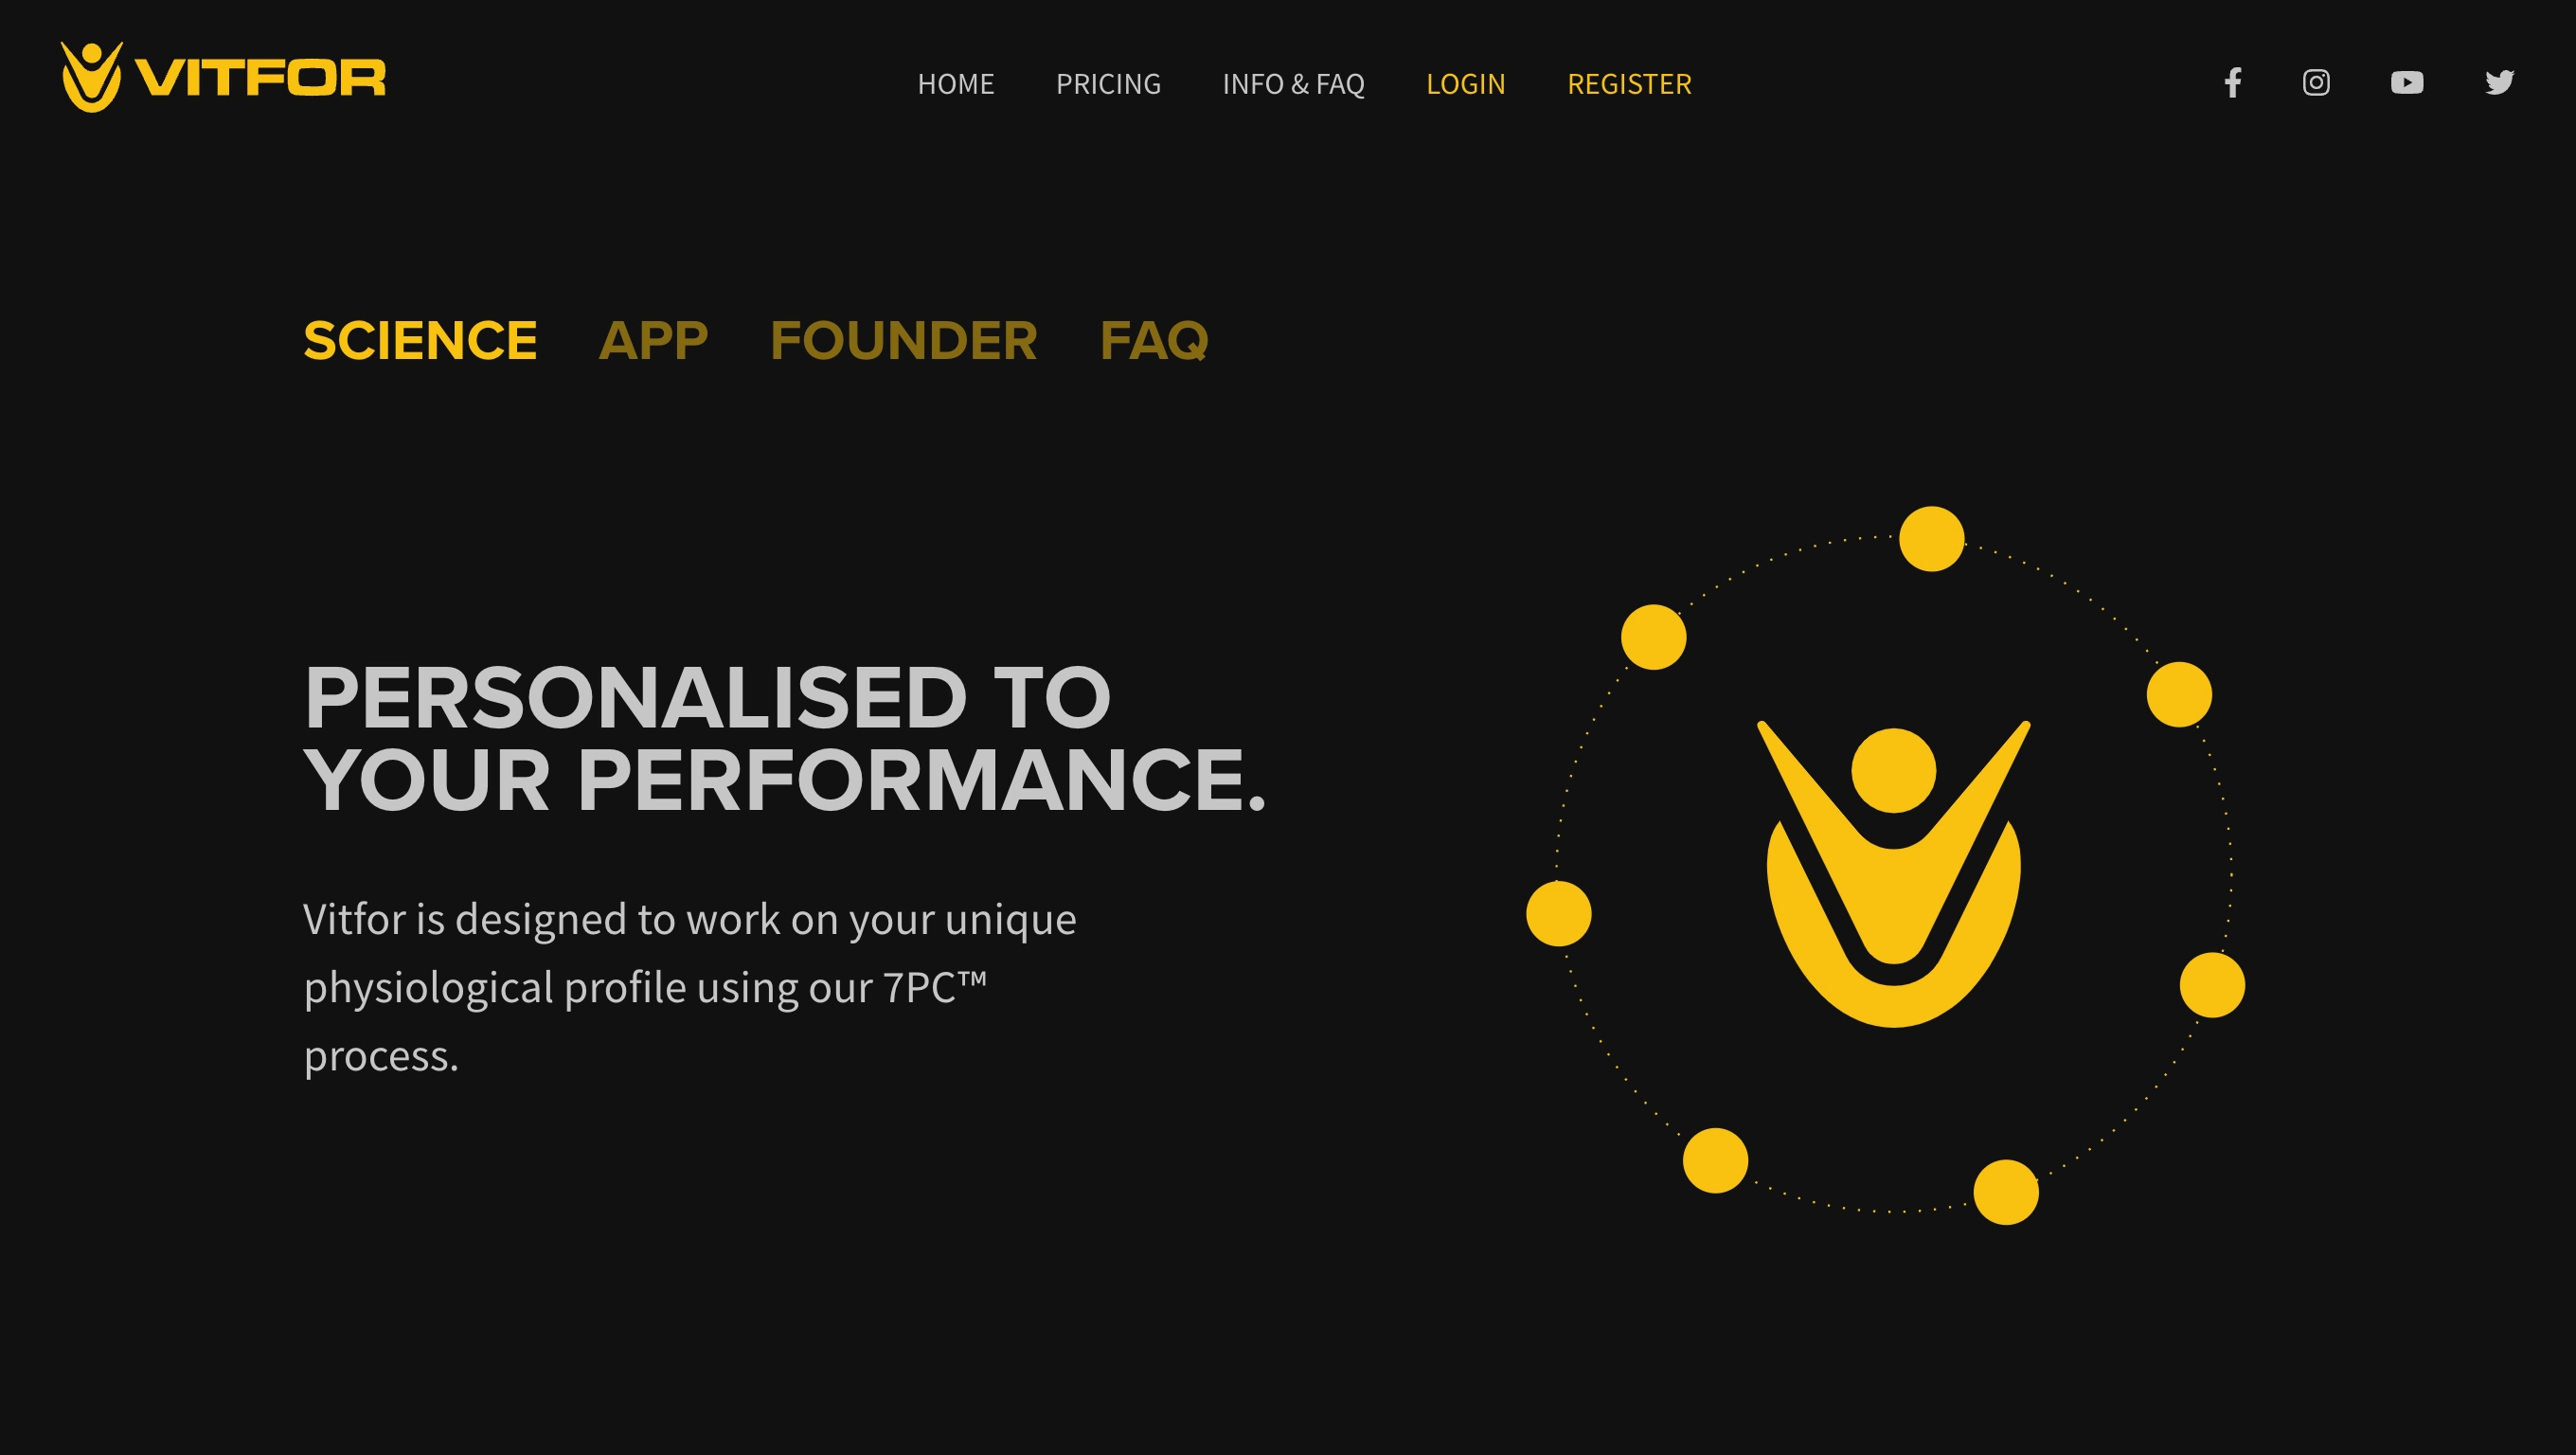 VITFOR
HOME PRICING INFO & FAQ LOGIN REGISTER
SCIENCE APP FOUNDER FAQ
PERSONALISED TO
YOUR PERFORMANCE.
Vitfor is designed to work on your unique
physiological profile using our 7PC™
process.